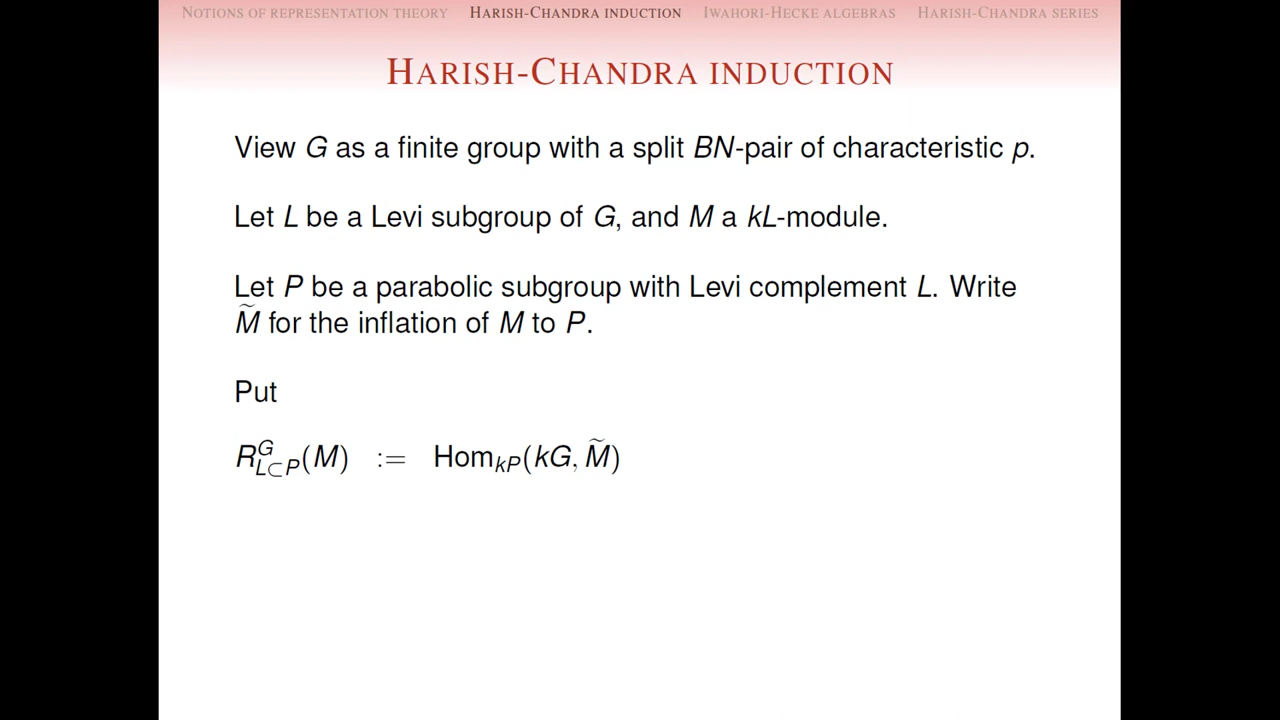 NOTIONS OF REPRESENTATION THEORY HARISH-CHANDRA INDUCTION IWAHORI-HECKE ALGEBRAS HARISH-CHANDRA SERIES
HARISH-CHANDRA INDUCTION
View G as a finite group with a split BN-pair of characteristic p.
Let L be a Levi subgroup of G, and M a kL-module.
Let P be a parabolic subgroup with Levi complement L. Write
M̃ for the inflation of M to P.
Put
R^G_{L⊂P}(M) := Hom_{kP}(kG, M̃)